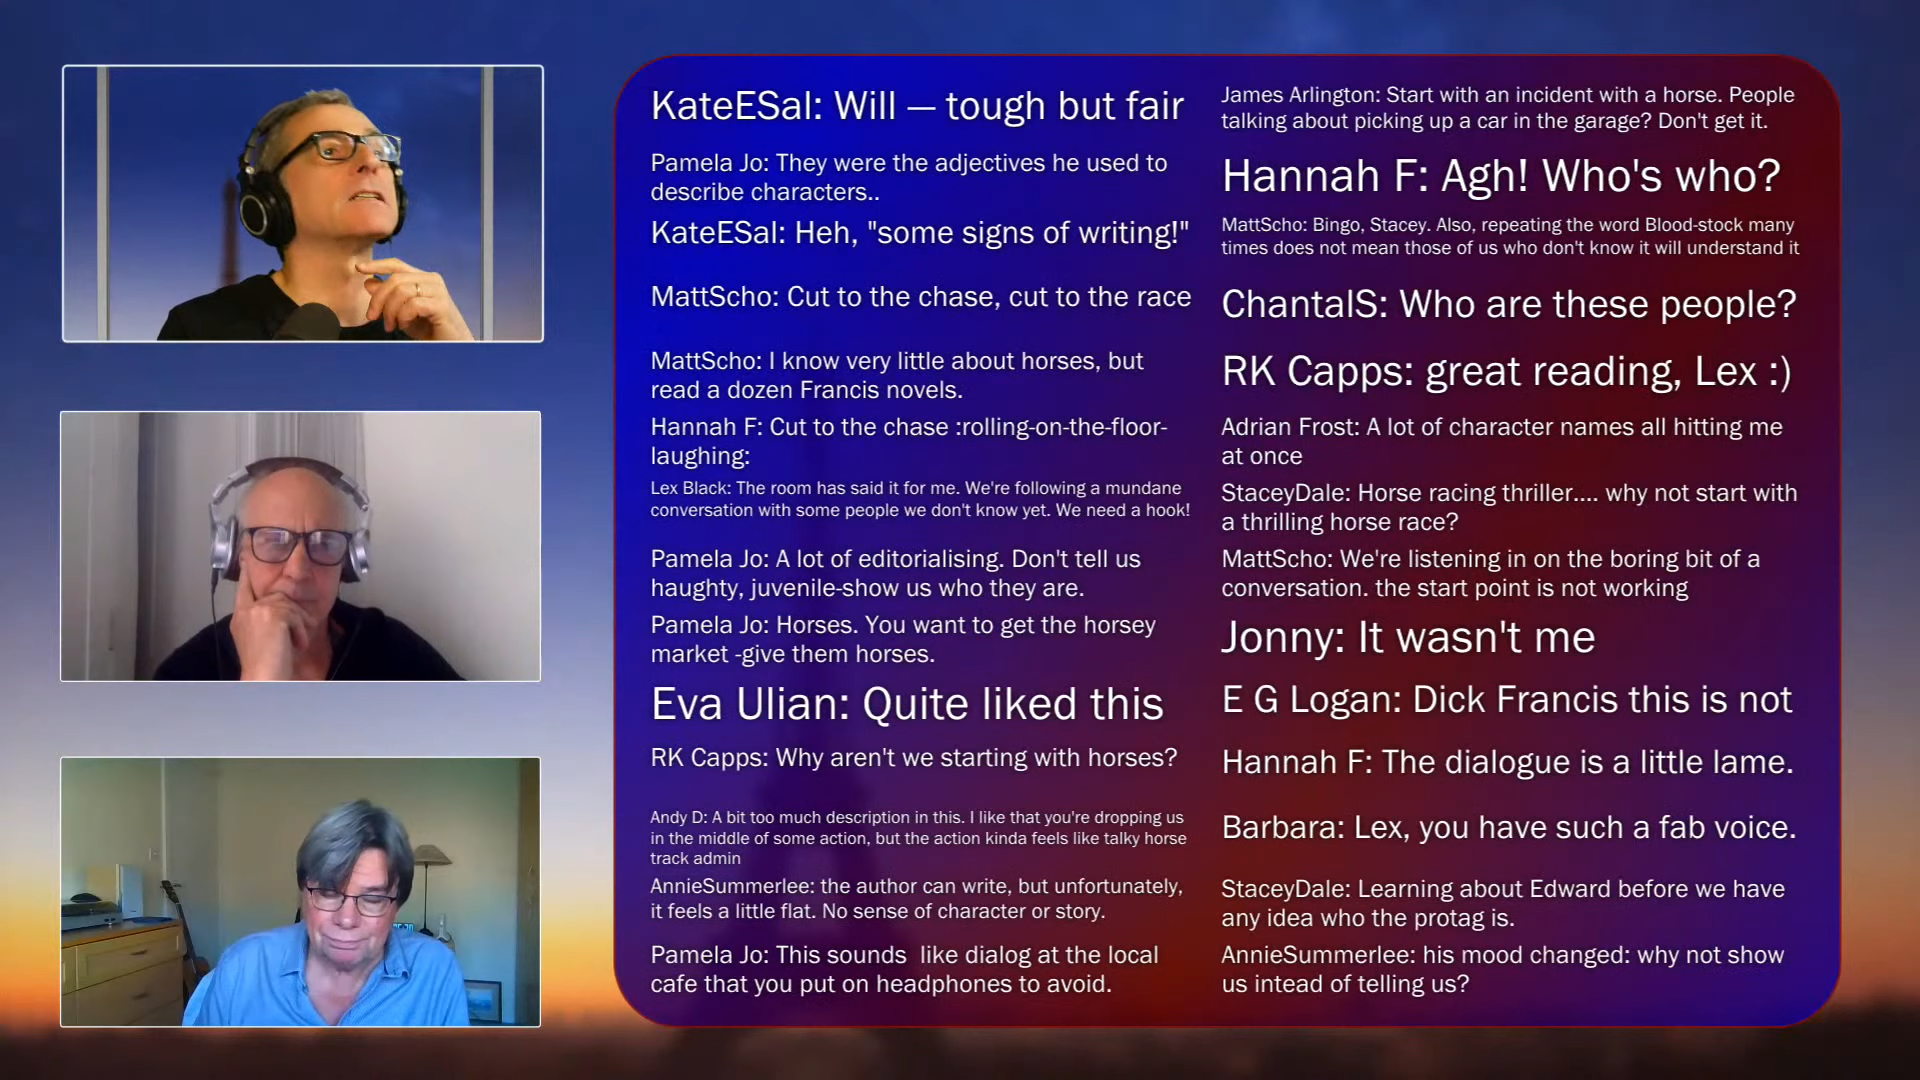 KateESal: Will — tough but fair
Pamela Jo: They were the adjectives he used to
describe characters..
KateESal: Heh, "some signs of writing!"
MattScho: Cut to the chase, cut to the race
MattScho: I know very little about horses, but
read a dozen Francis novels.
Hannah F: Cut to the chase :rolling-on-the-floor-
laughing:
Lex Black: The room has said it for me. We're following a mundane
conversation with some people we don't know yet. We need a hook!
Pamela Jo: A lot of editorialising. Don't tell us
haughty, juvenile-show us who they are.
Pamela Jo: Horses. You want to get the horsey
market -give them horses.
Eva Ulian: Quite liked this
RK Capps: Why aren't we starting with horses?
Andy D: A bit too much description in this. I like that you're dropping us
in the middle of some action, but the action kinda feels like talky horse
track admin
AnnieSummerlee: the author can write, but unfortunately,
it feels a little flat. No sense of character or story.
Pamela Jo: This sounds  like dialog at the local
cafe that you put on headphones to avoid.
James Arlington: Start with an incident with a horse. People
talking about picking up a car in the garage? Don't get it.
Hannah F: Agh! Who's who?
MattScho: Bingo, Stacey. Also, repeating the word Blood-stock many
times does not mean those of us who don't know it will understand it
ChantalS: Who are these people?
RK Capps: great reading, Lex :)
Adrian Frost: A lot of character names all hitting me
at once
StaceyDale: Horse racing thriller.... why not start with
a thrilling horse race?
MattScho: We're listening in on the boring bit of a
conversation. the start point is not working
Jonny: It wasn't me
E G Logan: Dick Francis this is not
Hannah F: The dialogue is a little lame.
Barbara: Lex, you have such a fab voice.
StaceyDale: Learning about Edward before we have
any idea who the protag is.
AnnieSummerlee: his mood changed: why not show
us intead of telling us?